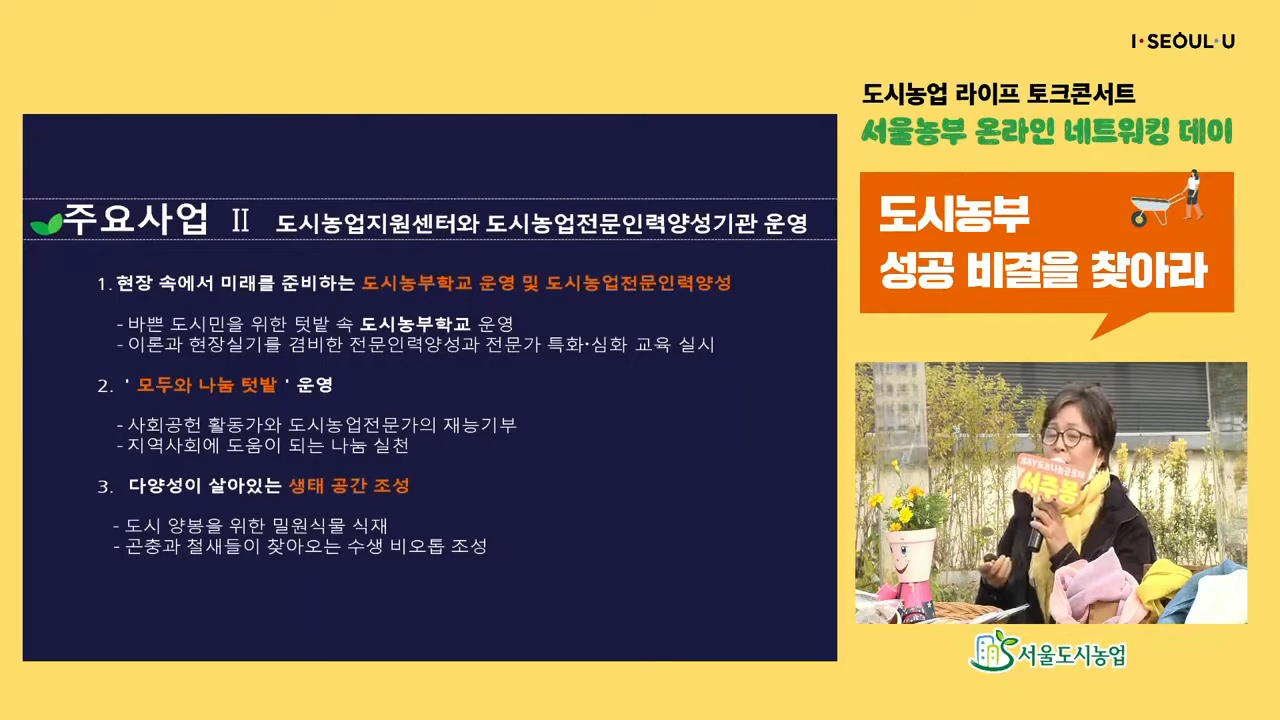 I·SEOUL·U
도시농업 라이프 토크콘서트
서울농부 온라인 네트워킹 데이
도시농부
성공 비결을 찾아라
주요사업 Ⅱ 도시농업지원센터와 도시농업전문인력양성기관 운영
1. 현장 속에서 미래를 준비하는 도시농부학교 운영 및 도시농업전문인력양성
- 바쁜 도시민을 위한 텃밭 속 도시농부학교 운영
- 이론과 현장실기를 겸비한 전문인력양성과 전문가 특화·심화 교육 실시
2. ' 모두와 나눔 텃밭 ' 운영
- 사회공헌 활동가와 도시농업전문가의 재능기부
- 지역사회에 도움이 되는 나눔 실천
3. 다양성이 살아있는 생태 공간 조성
- 도시 양봉을 위한 밀원식물 식재
- 곤충과 철새들이 찾아오는 수생 비오톱 조성
서주봉
서울도시농업